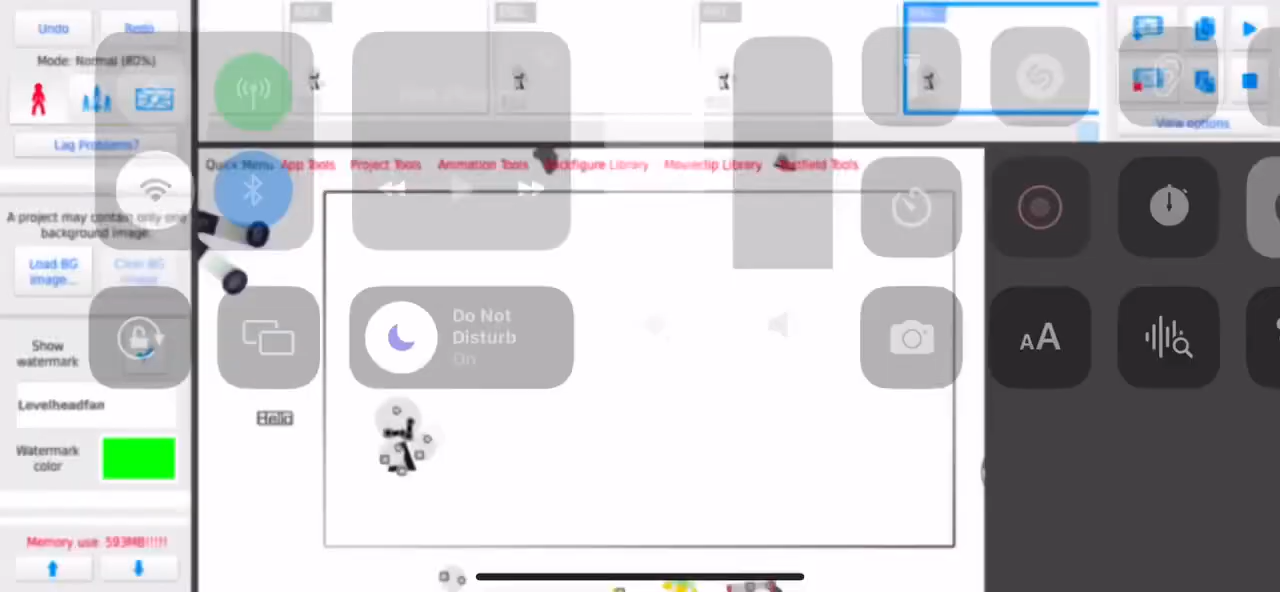 Undo Redo
Mode: Normal (80%)
Lag Problems?
View options
Quick Menu App Tools Project Tools Animation Tools Stickfigure Library Movieclip Library Textfield Tools
A project may contain only one
background image.
Load BG
image...
Clear BG
image
Do Not
Disturb
On
AA
Show
watermark
Levelheadfan
Hello
Watermark
color
Memory use: 593MB!!!!!